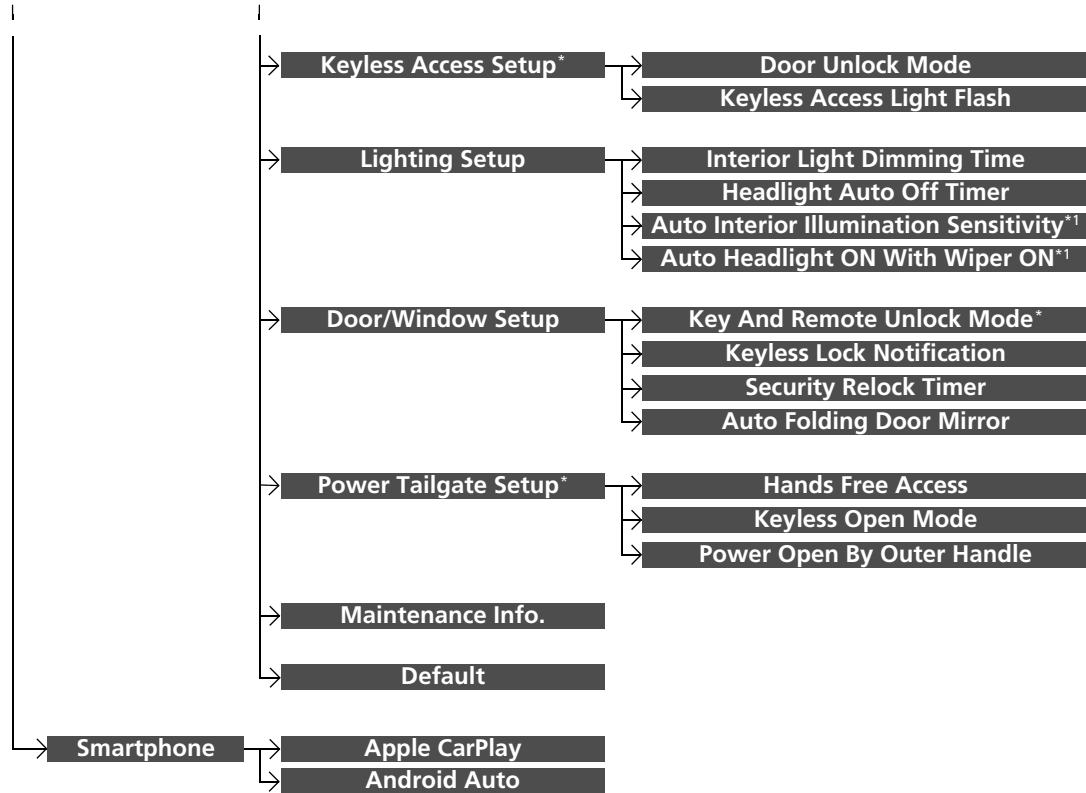 Keyless Access Setup*
Door Unlock Mode
Keyless Access Light Flash
Lighting Setup
Interior Light Dimming Time
Headlight Auto Off Timer
Auto Interior Illumination Sensitivity*1
Auto Headlight ON With Wiper ON*1
Door/Window Setup
Key And Remote Unlock Mode*
Keyless Lock Notification
Security Relock Timer
Auto Folding Door Mirror
Power Tailgate Setup*
Hands Free Access
Keyless Open Mode
Power Open By Outer Handle
Maintenance Info.
Default
Smartphone
Apple CarPlay
Android Auto